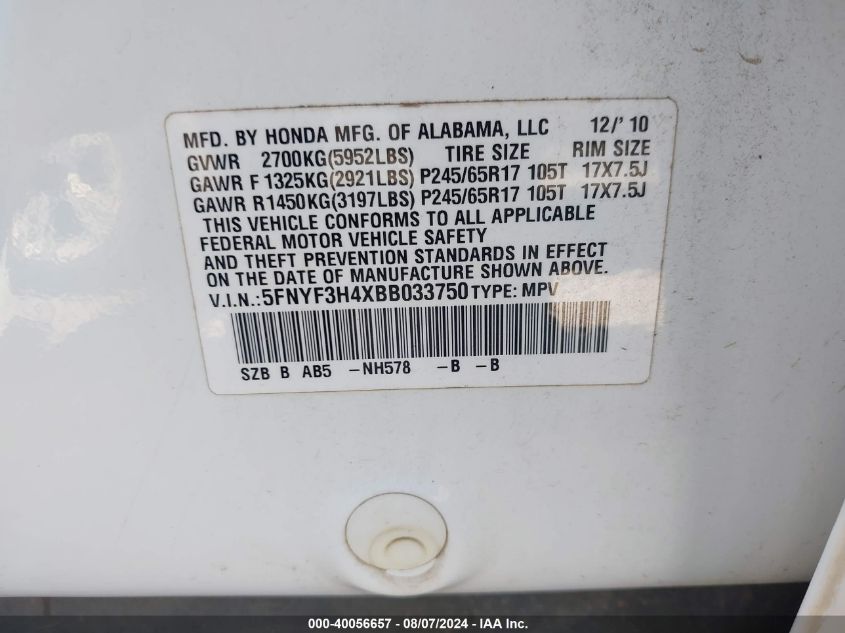 MFD. BY HONDA MFG. OF ALABAMA, LLC 12/'10
GVWR 2700KG(5952LBS) TIRE SIZE RIM SIZE
GAWR F 1325KG(2921LBS) P245/65R17 105T 17X7.5J
GAWR R1450KG(3197LBS) P245/65R17 105T 17X7.5J
THIS VEHICLE CONFORMS TO ALL APPLICABLE
FEDERAL MOTOR VEHICLE SAFETY
AND THEFT PREVENTION STANDARDS IN EFFECT
ON THE DATE OF MANUFACTURE SHOWN ABOVE.
V.I.N.:5FNYF3H4XBB033750 TYPE: MPV
SZB B AB5 -NH578 -B -B
000-40056657 - 08/07/2024 - IAA Inc.